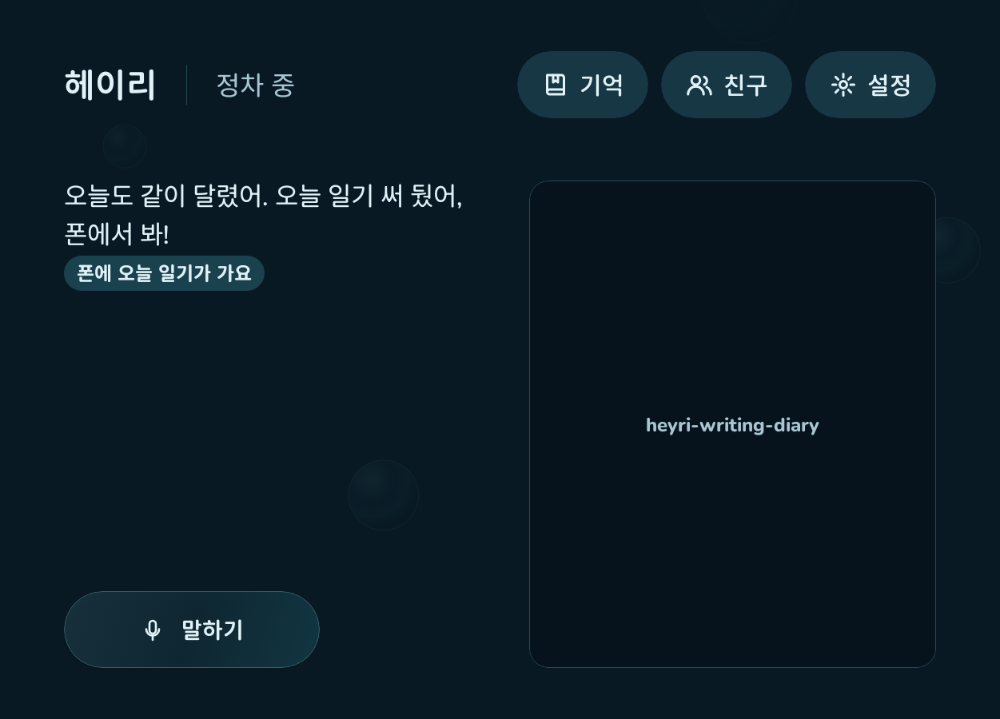 헤이리
정차 중
기억
친구
설정
오늘도 같이 달렸어. 오늘 일기 써 뒀어,
폰에서 봐!
폰에 오늘 일기가 가요
heyri-writing-diary
말하기